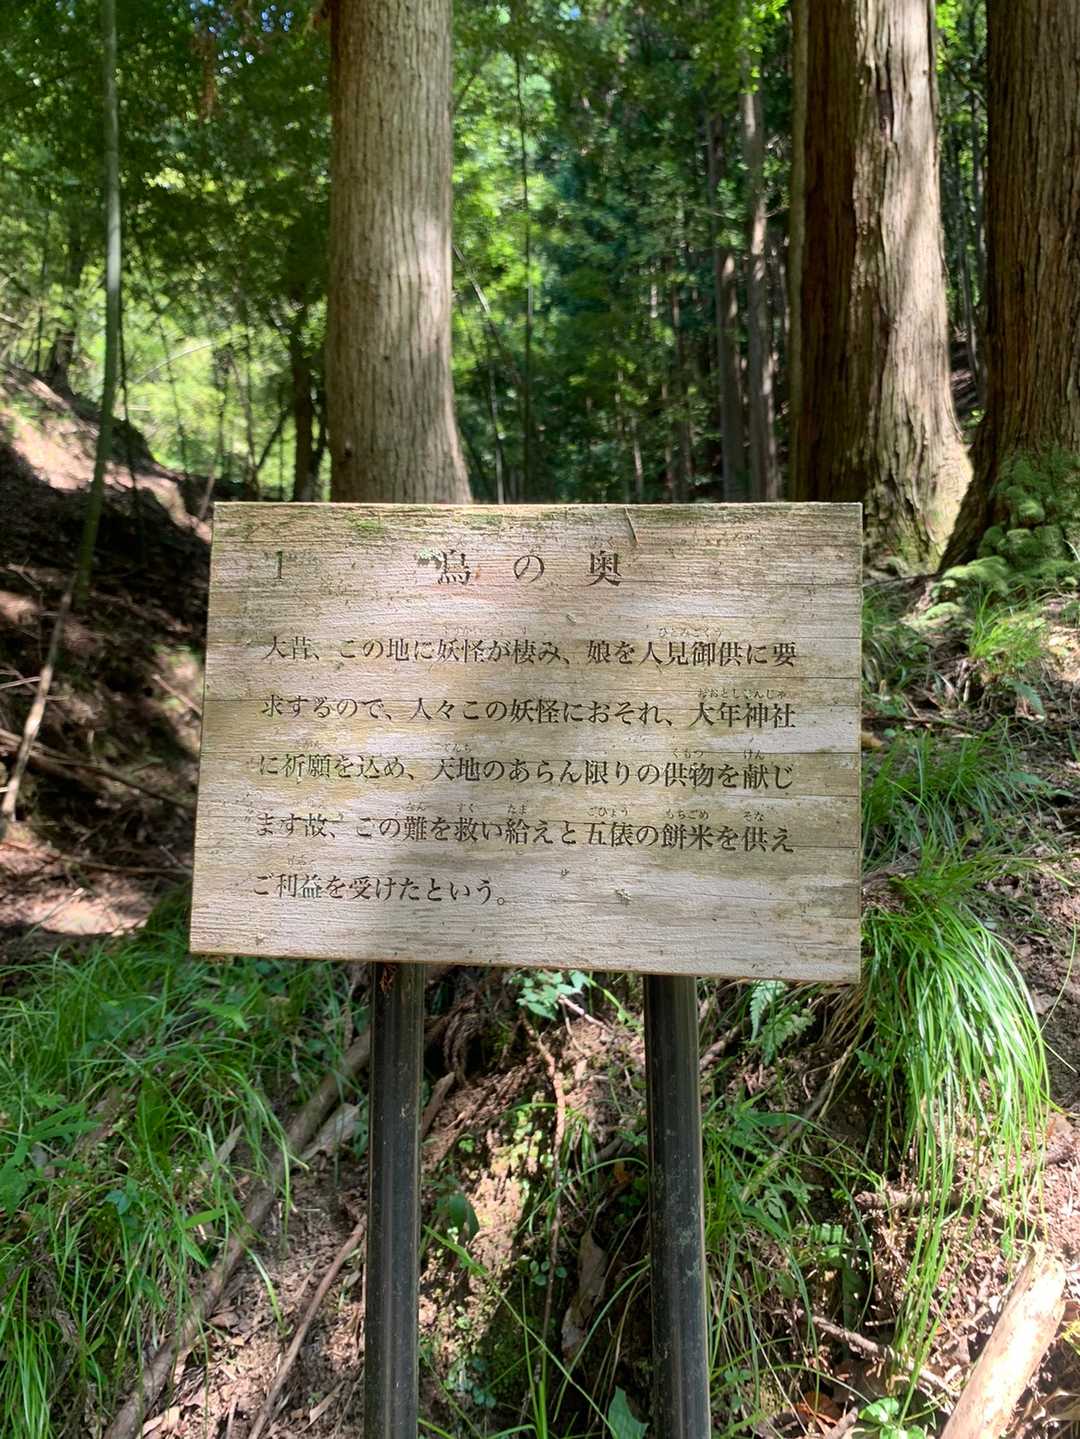 1 烏の奥
大昔、この地に妖怪が棲み、娘を人見御供に要
求するので、人々この妖怪におそれ、大年神社
に祈願を込め、天地のあらん限りの供物を献じ
ます故、この難を救い給えと五俵の餅米を供え
ご利益を受けたという。